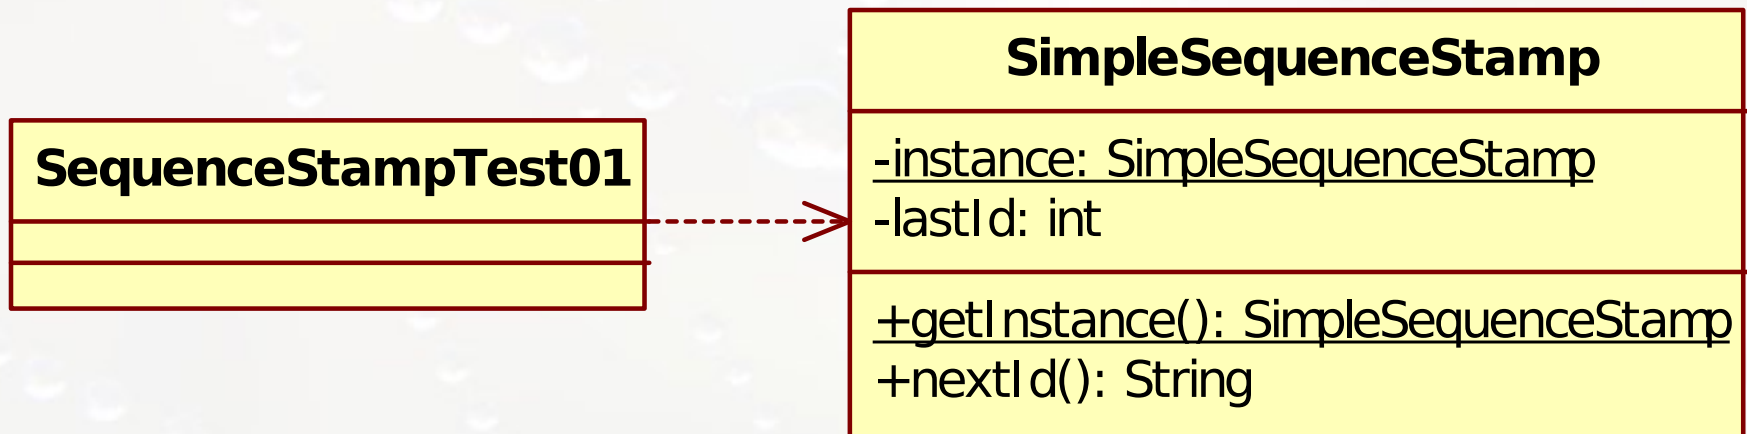 SequenceStampTest01
SimpleSequenceStamp
-instance: SimpleSequenceStamp
-lastId: int
+getInstance(): SimpleSequenceStamp
+nextId(): String